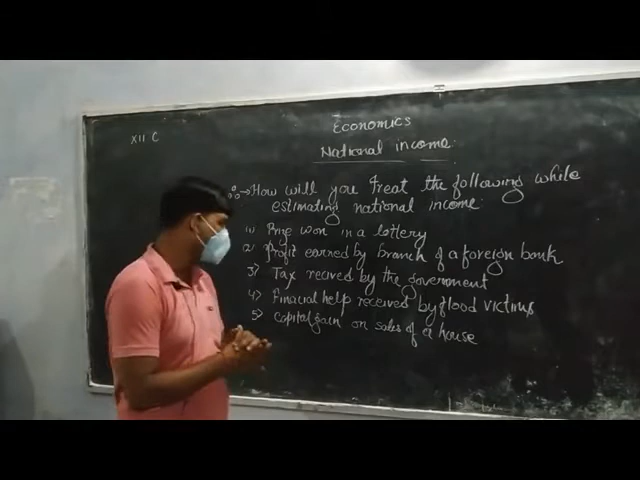 XII C
Economics
National income:
∴→How will you treat the following while
estimating national income:
1) Prize won in a lottery
2) Profit earned by branch of a foreign bank
3) Tax recived by the government
4) Finacial help received by flood victims
5) Capital gain on sales of a house